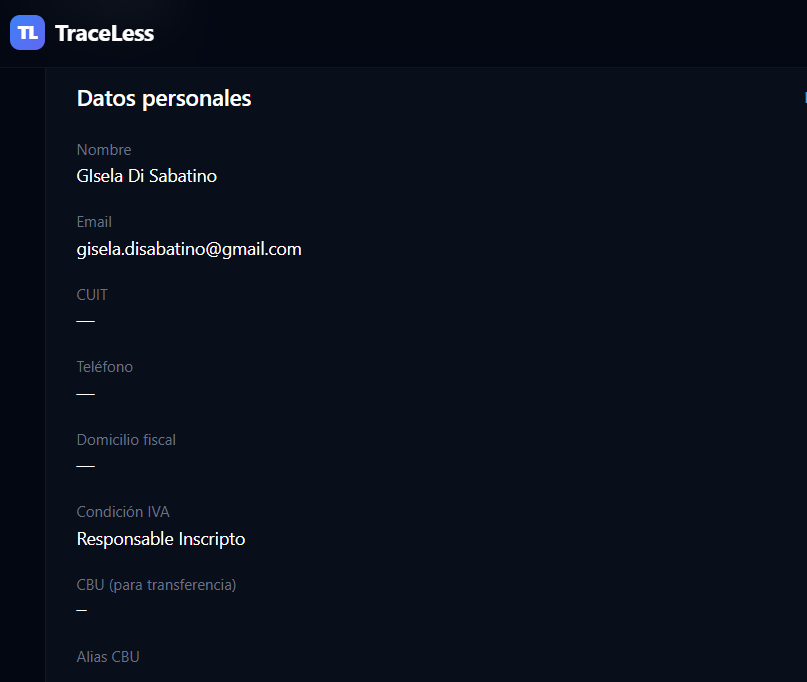 TL TraceLess
Datos personales
Nombre
GIsela Di Sabatino
Email
gisela.disabatino@gmail.com
CUIT
—
Teléfono
—
Domicilio fiscal
—
Condición IVA
Responsable Inscripto
CBU (para transferencia)
–
Alias CBU